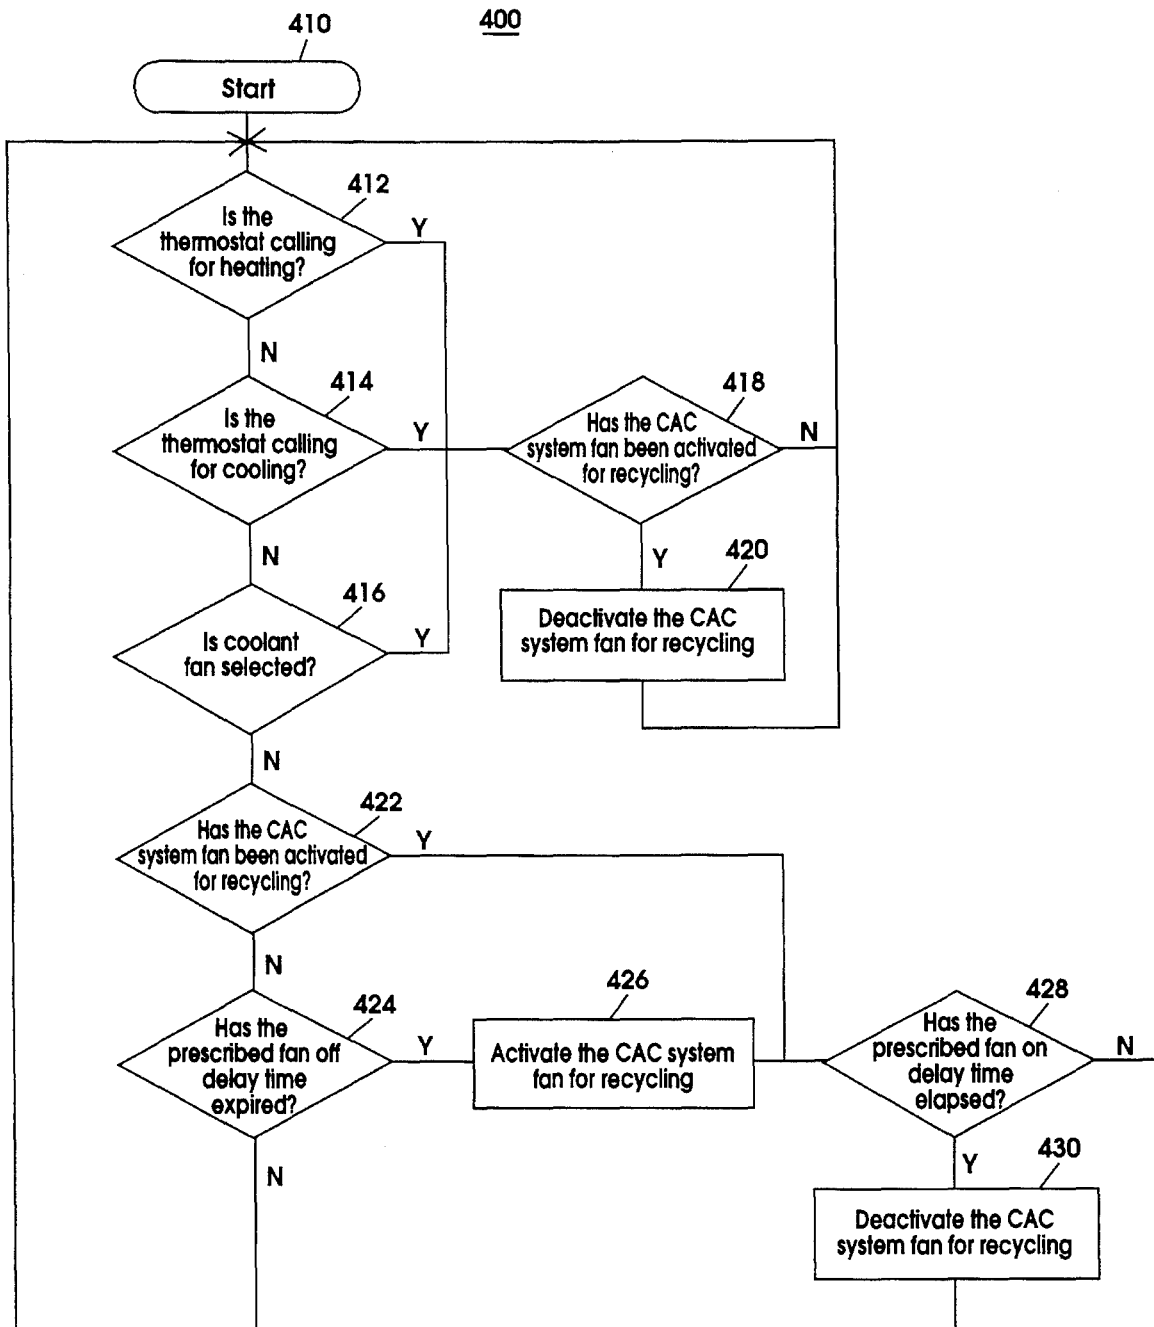 400
410
Start
412
Is the
thermostat calling
for heating?
Y
N
414
Is the
thermostat calling
for cooling?
Y
418
Has the CAC
system fan been activated
for recycling?
N
N
Y
420
Deactivate the CAC
system fan for recycling
416
Is coolant
fan selected?
Y
N
422
Has the CAC
system fan been activated
for recycling?
Y
N
424
Has the
prescribed fan off
delay time
expired?
Y
426
Activate the CAC system
fan for recycling
428
Has the
prescribed fan on
delay time
elapsed?
N
N
Y
430
Deactivate the CAC
system fan for recycling